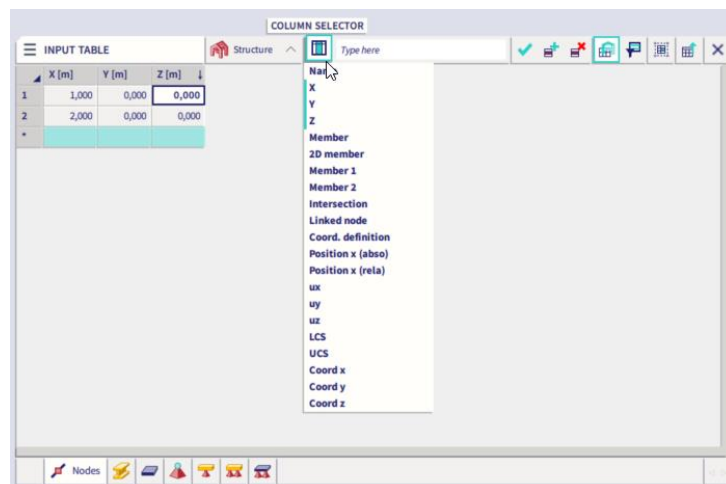 COLUMN SELECTOR
INPUT TABLE
Structure
Type here
X [m] Y [m] Z [m]
1 1,000 0,000 0,000
2 2,000 0,000 0,000
*
X
Y
Z
Member
2D member
Member 1
Member 2
Intersection
Linked node
Coord. definition
Position x (abso)
Position x (rela)
ux
uy
uz
LCS
UCS
Coord x
Coord y
Coord z
Nodes